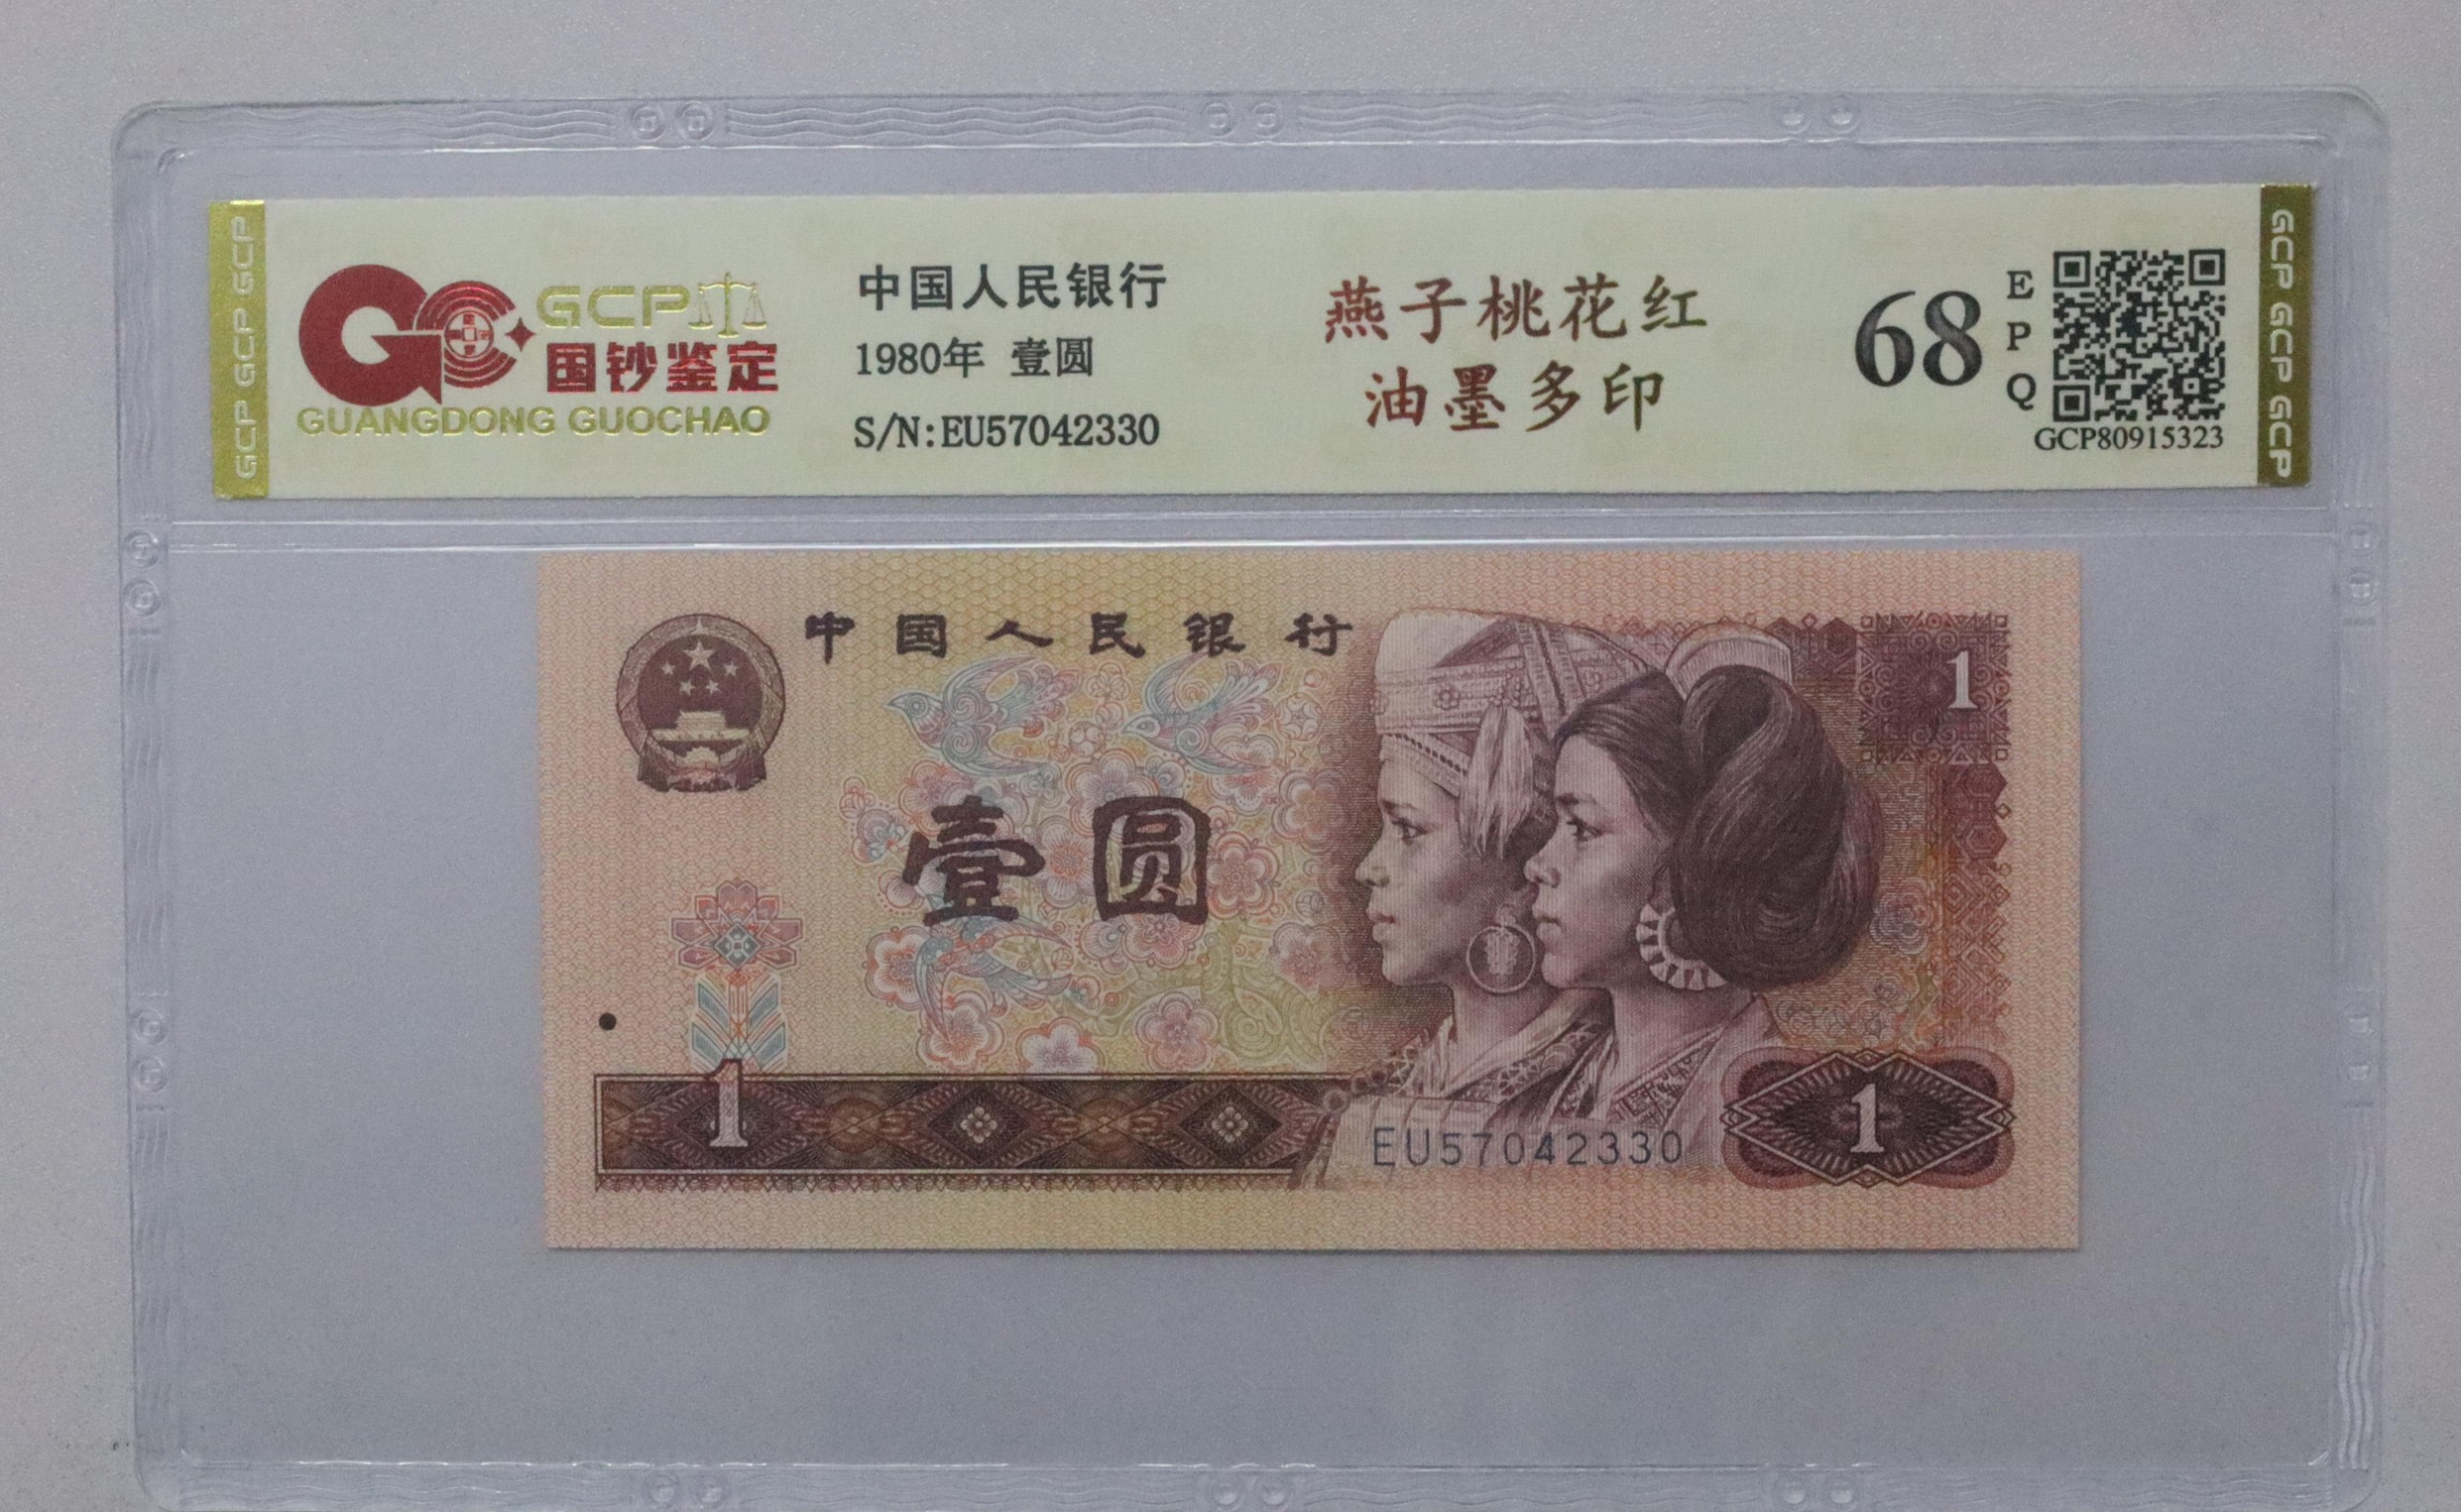 GCP GCP GCP
GCP
国钞鉴定
GUANGDONG GUOCHAO
中国人民银行
1980年 壹圆
S/N:EU57042330
燕子桃花红
油墨多印
68
EPQ
GCP80915323
GCP GCP GCP
中国人民银行
1
壹圆
1
EU57042330
1